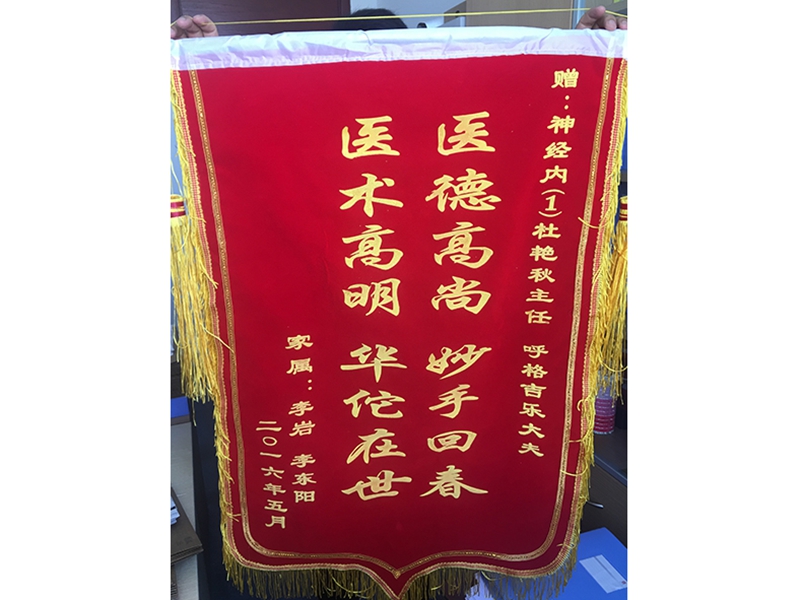 赠：神经内(1)杜艳秋主任 呼格吉乐大夫
医德高尚 妙手回春
医术高明 华佗在世
家属：李岩 李东阳
二〇一六年五月